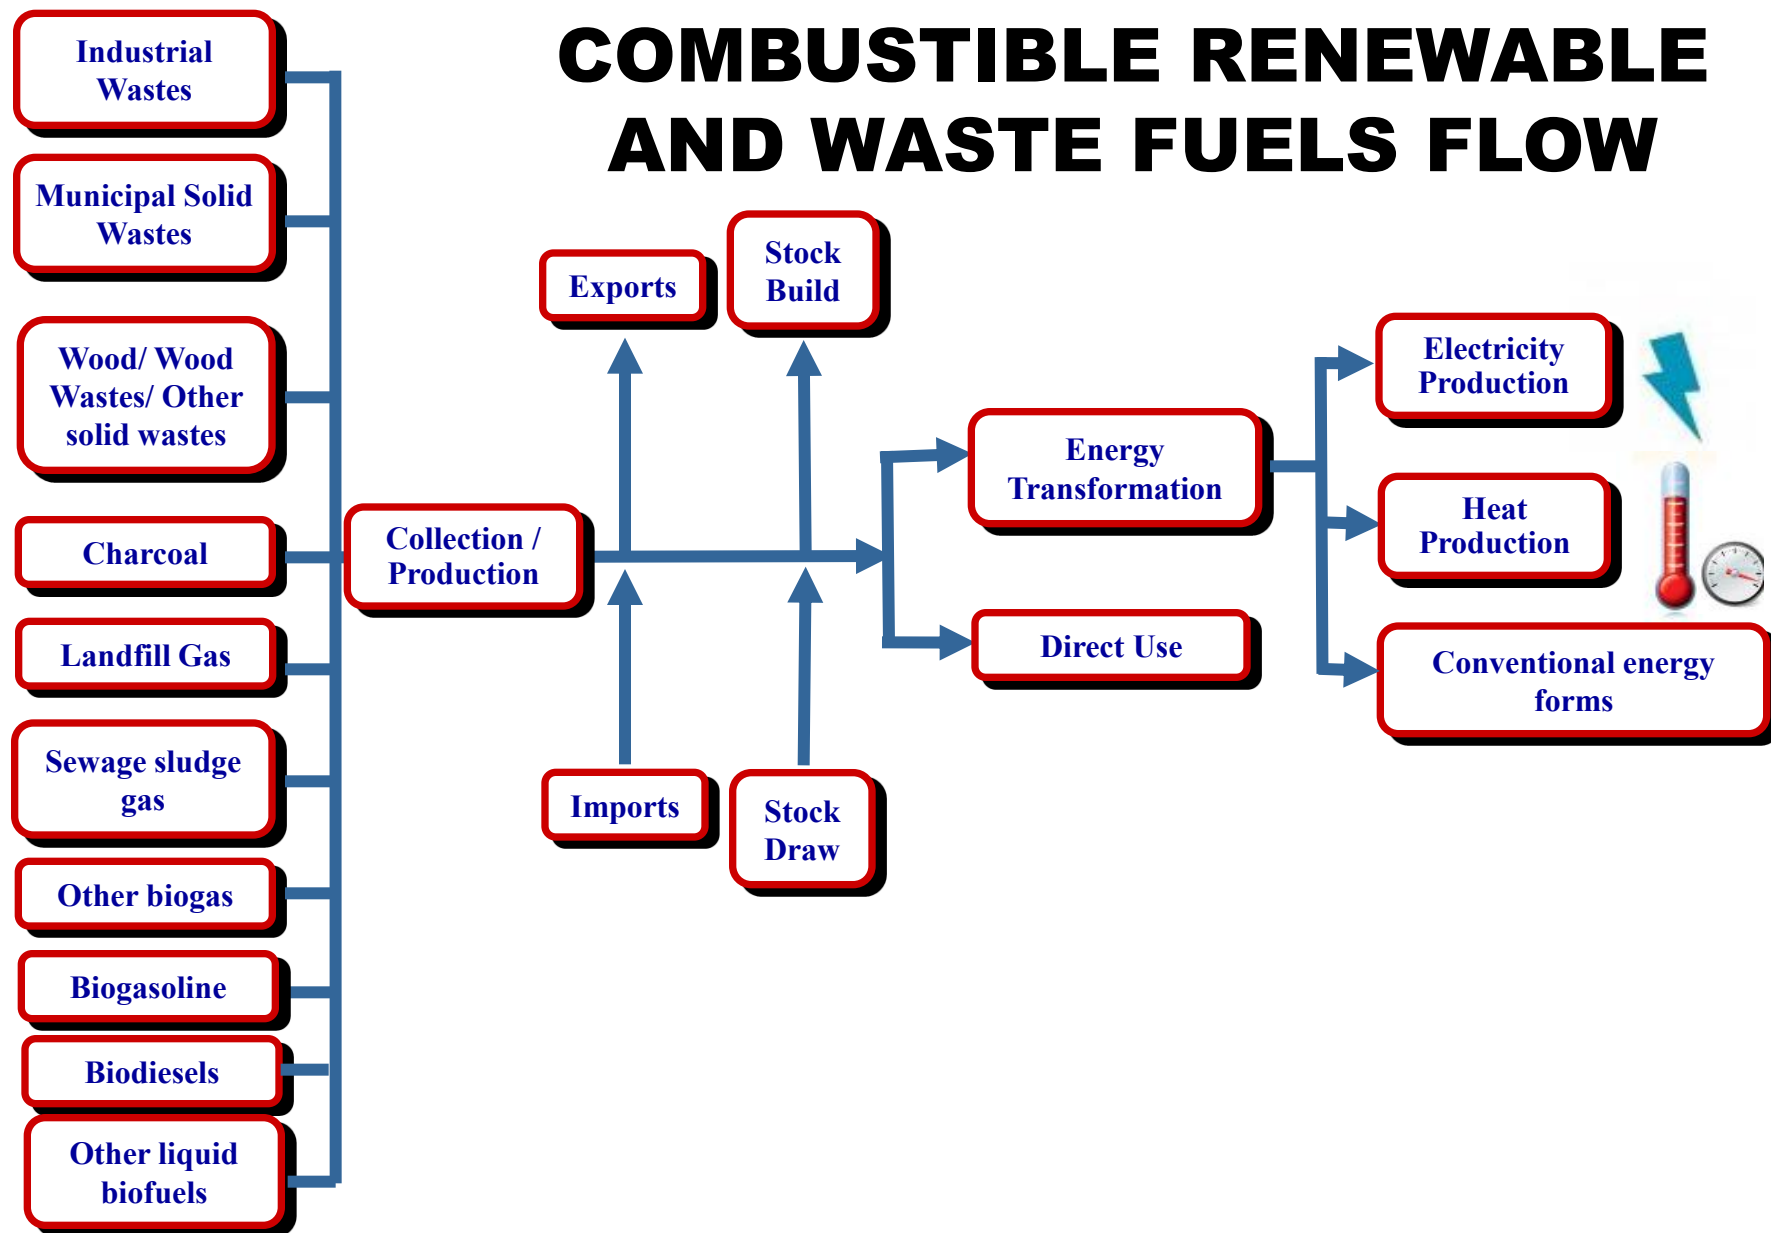 COMBUSTIBLE RENEWABLE
AND WASTE FUELS FLOW
Industrial
Wastes
Municipal Solid
Wastes
Wood/ Wood
Wastes/ Other
solid wastes
Charcoal
Landfill Gas
Sewage sludge
gas
Other biogas
Biogasoline
Biodiesels
Other liquid
biofuels
Collection /
Production
Exports
Stock
Build
Imports
Stock
Draw
Energy
Transformation
Direct Use
Electricity
Production
Heat
Production
Conventional energy
forms